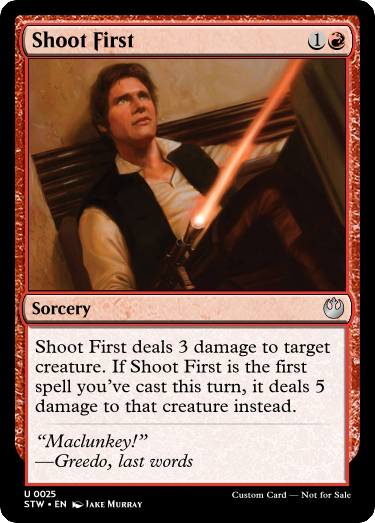 Shoot First
1
Sorcery
Shoot First deals 3 damage to target
creature. If Shoot First is the first
spell you've cast this turn, it deals 5
damage to that creature instead.
“Maclunkey!”
—Greedo, last words
U 0025
STW • EN Jake Murray
Custom Card — Not for Sale